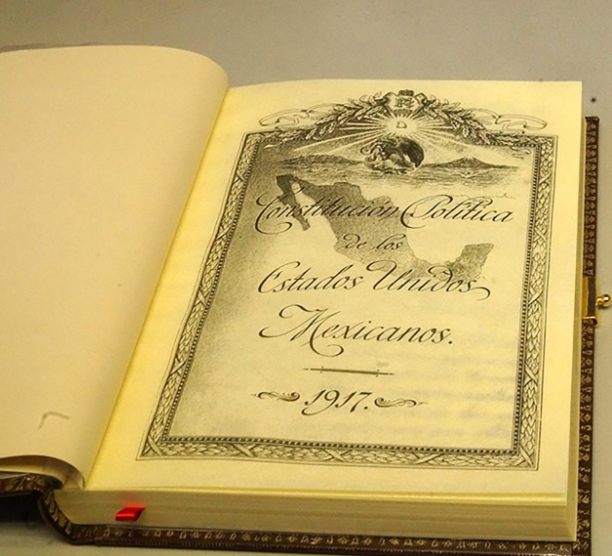 Constitución Política
de los
Estados Unidos
Mexicanos.
1917.